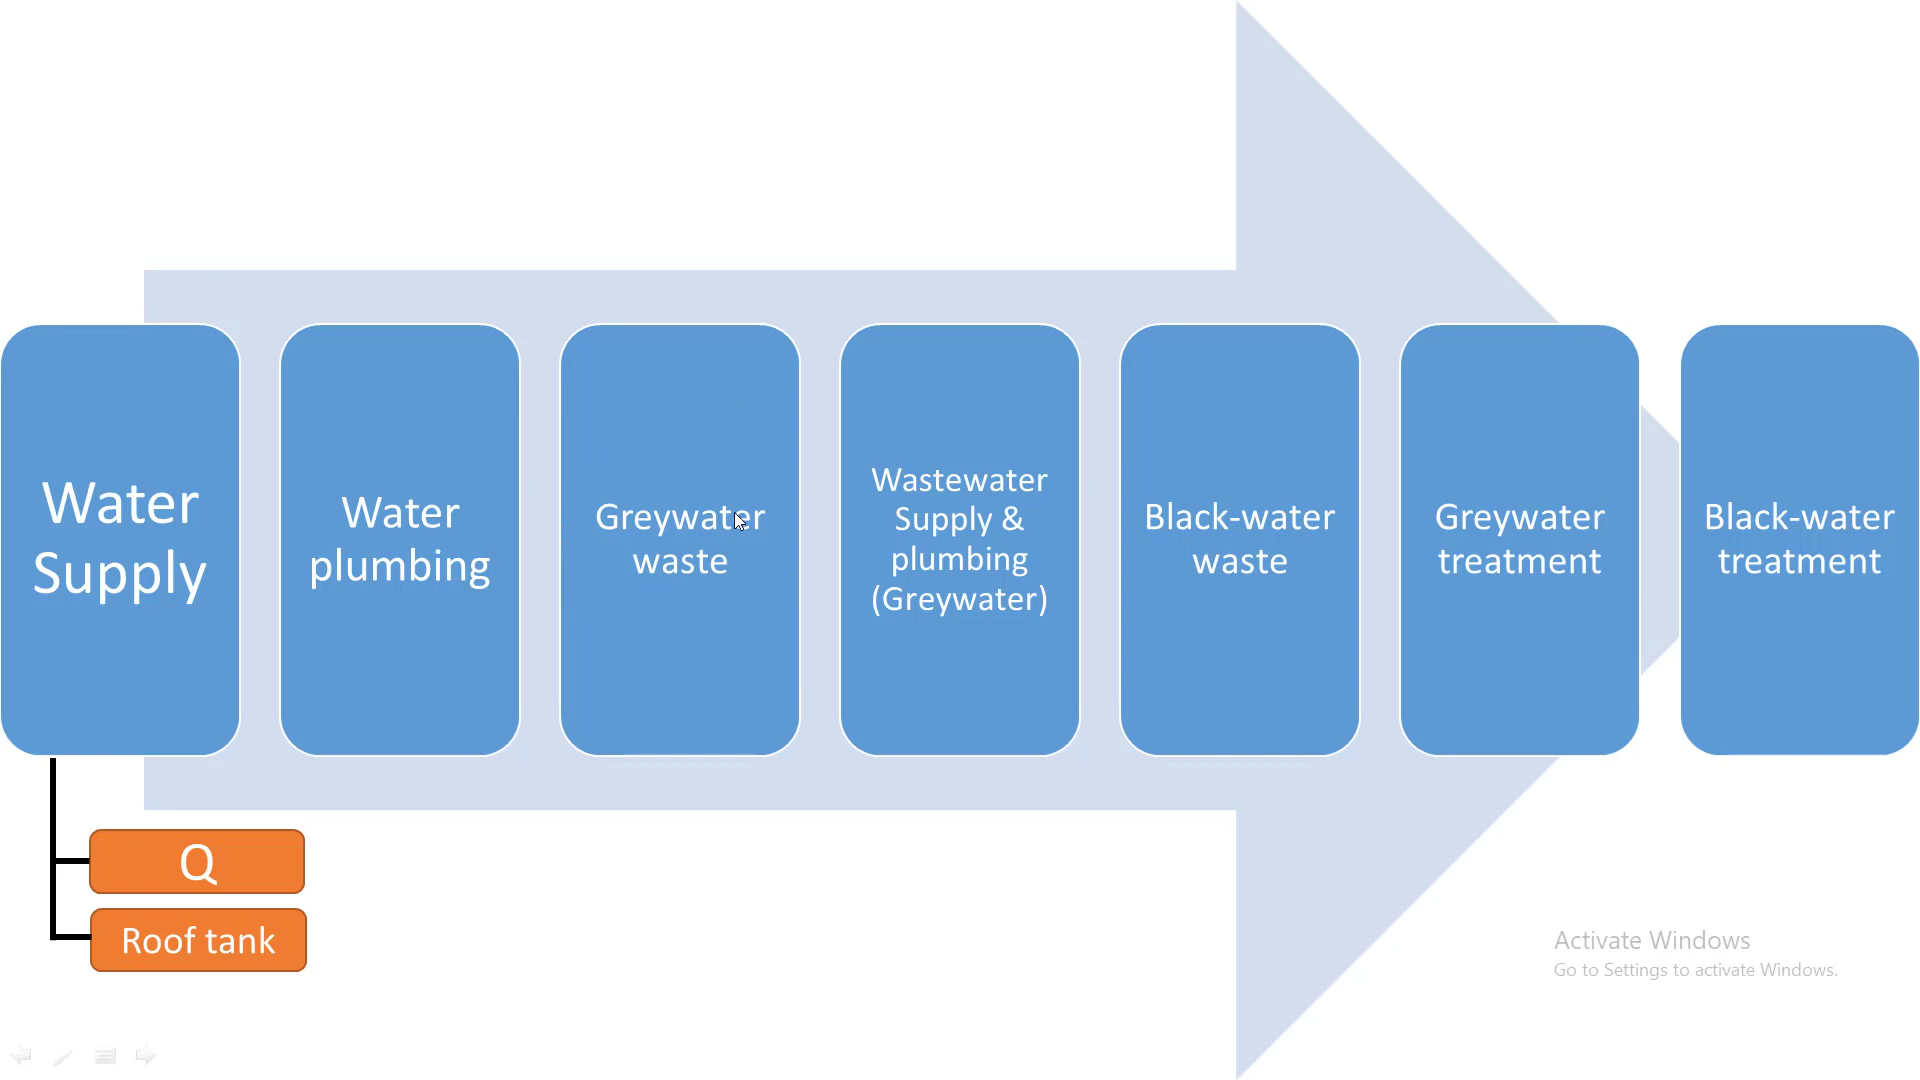 Water
Supply
Water
plumbing
Greywater
waste
Wastewater
Supply &
plumbing
(Greywater)
Black-water
waste
Greywater
treatment
Black-water
treatment
Q
Roof tank
Activate Windows
Go to Settings to activate Windows.